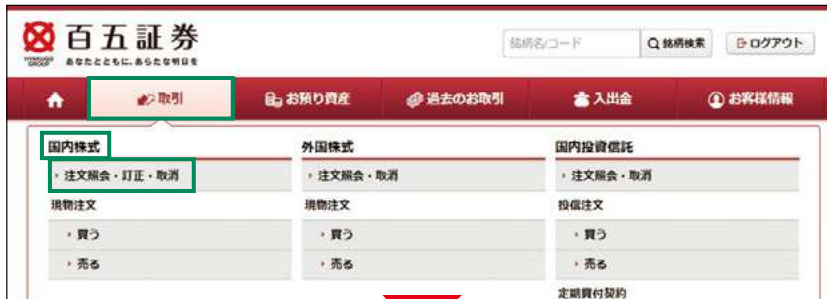 百五証券
HYAKUGO GROUP あなたとともに、あらたな明日を
銘柄名/コード 銘柄検索 ログアウト
取引 お預り資産 過去のお取引 入出金 お客様情報
国内株式 外国株式 国内投資信託
注文照会・訂正・取消 注文照会・取消 注文照会・取消
現物注文 現物注文 投信注文
買う 買う 買う
売る 売る 売る
定期買付契約